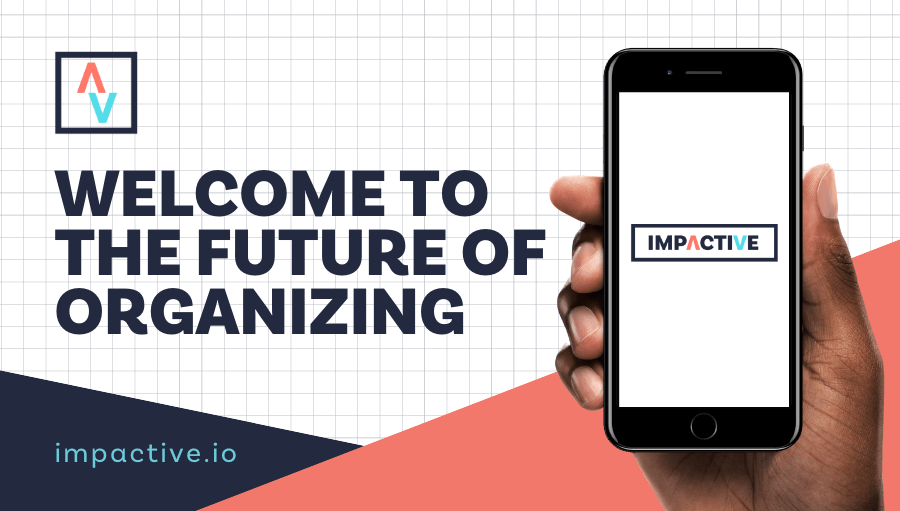 WELCOME TO
THE FUTURE OF
ORGANIZING
IMPACTIVE
impactive.io